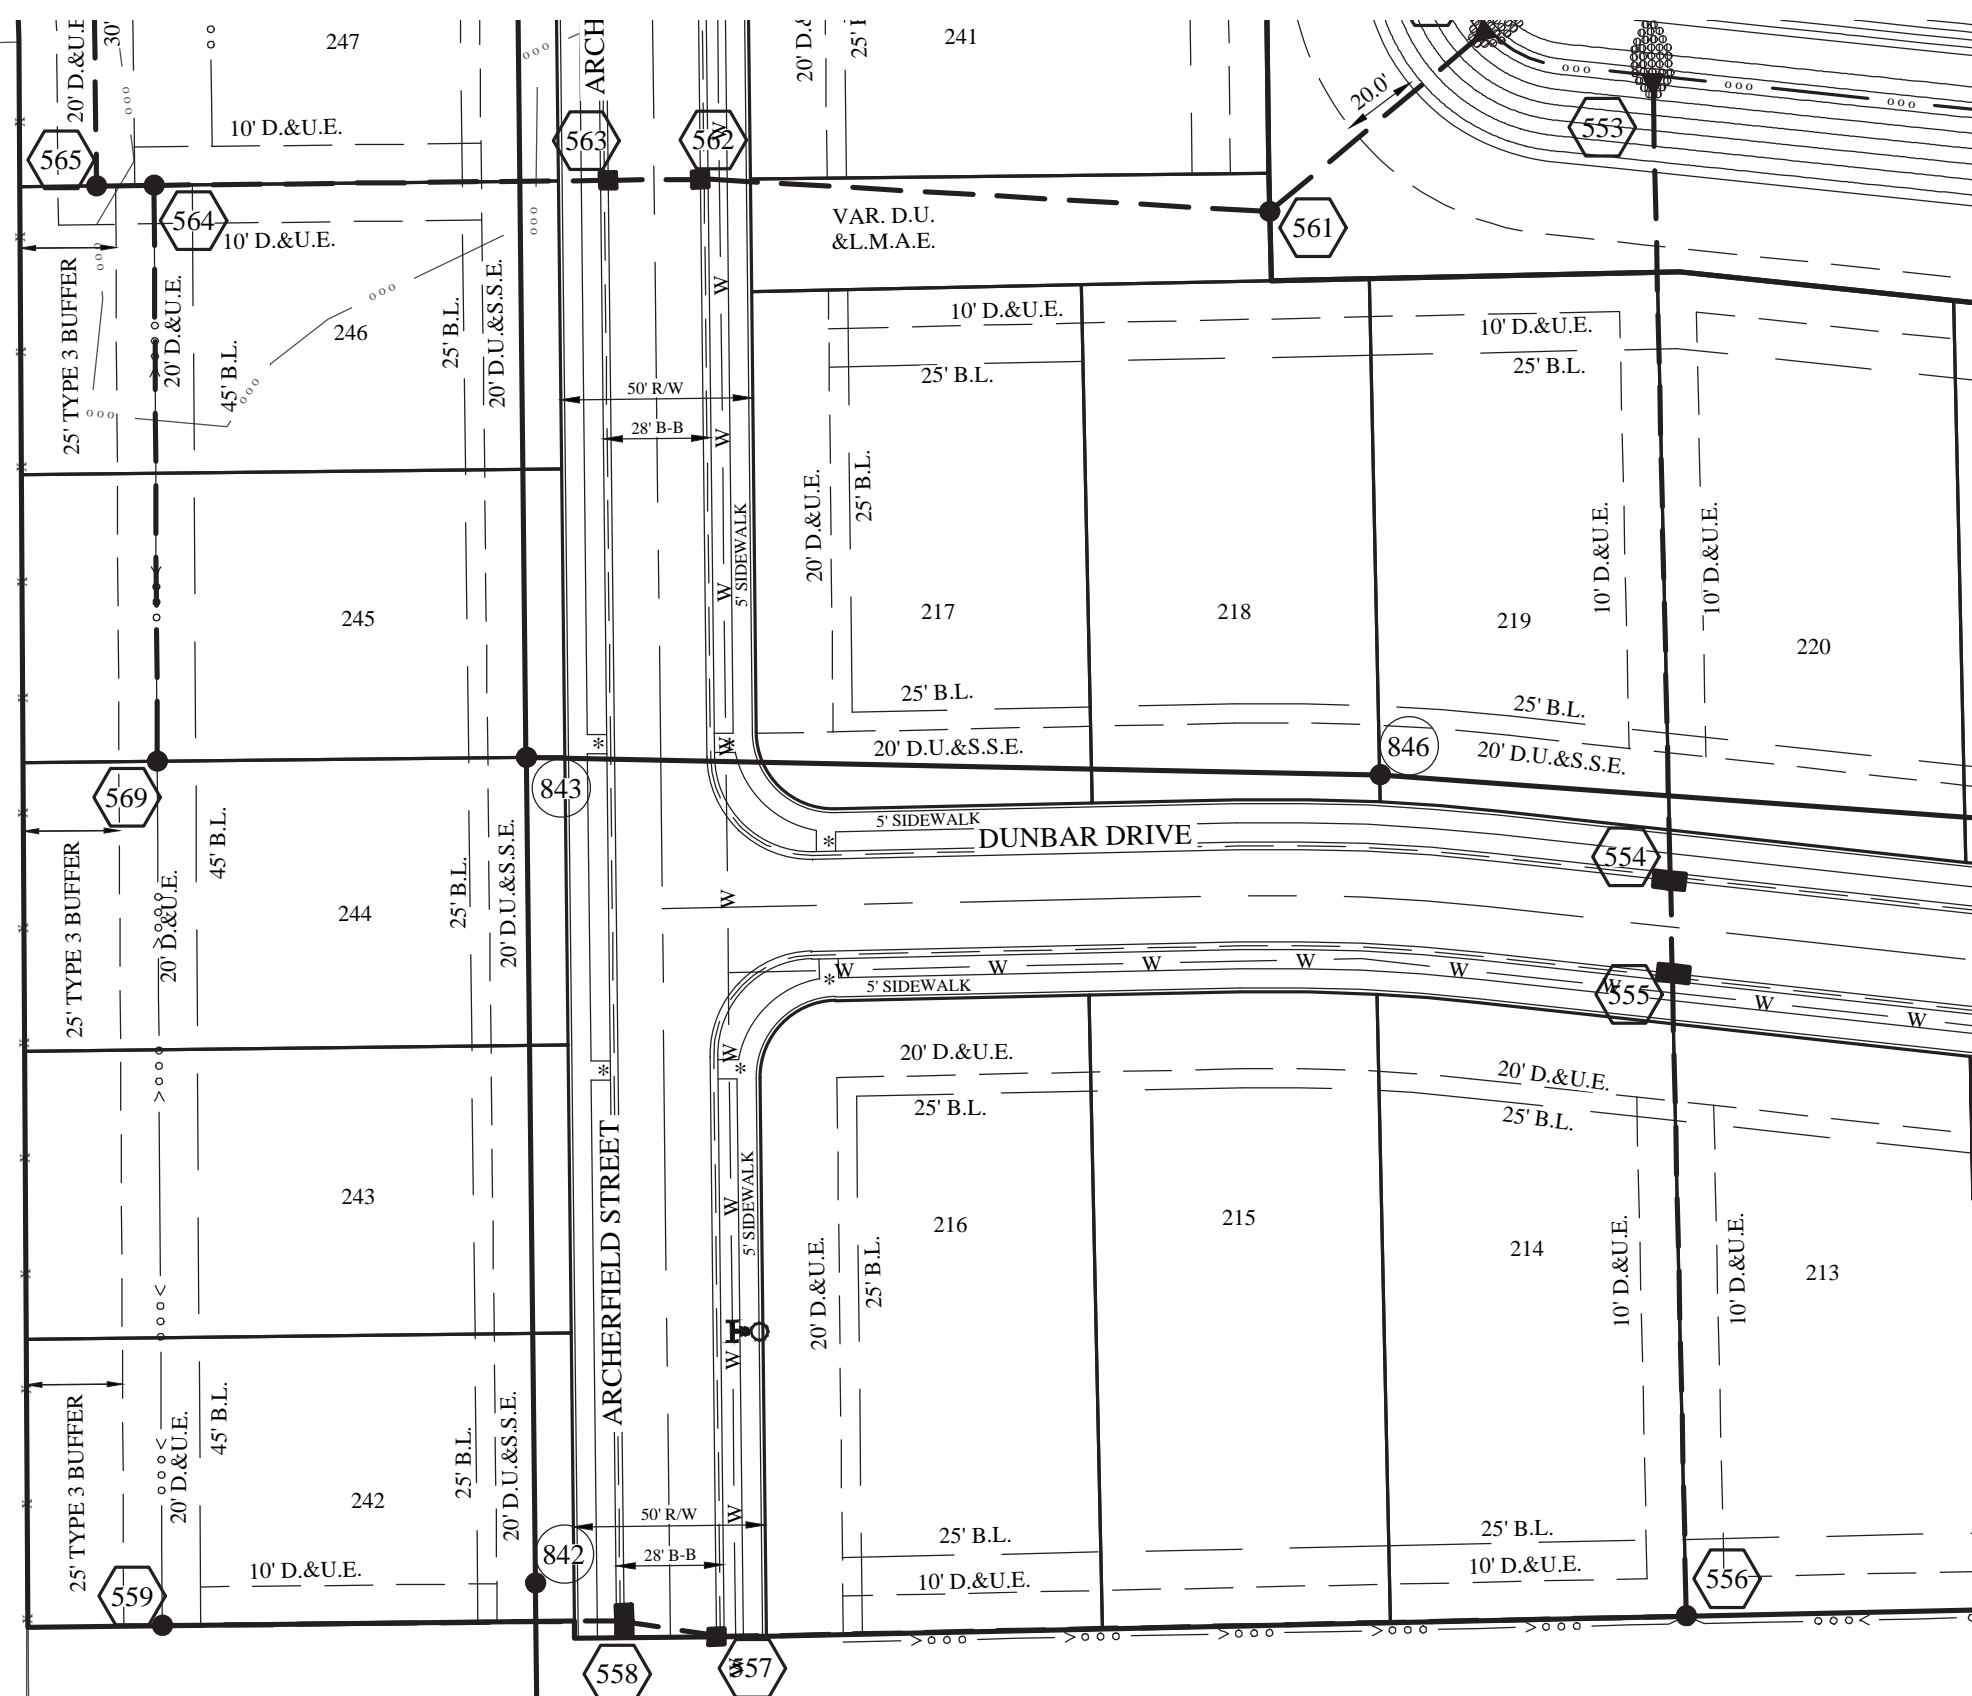 20' D.&U.E
30'
247
ARCH
20' D.&
25'
241
20.0'
10' D.&U.E.
563
562
W
553
565
564
10' D.&U.E.
VAR. D.U.
&L.M.A.E.
561
25' TYPE 3 BUFFER
20' D.&U.E.
45' B.L.
246
25' B.L.
20' D.U.&S.S.E.
W
10' D.&U.E.
10' D.&U.E.
25' B.L.
25' B.L.
50' R/W
28' B-B
W
20' D.&U.E.
25' B.L.
5' SIDEWALK
W
10' D.&U.E.
10' D.&U.E.
245
217
218
219
220
25' B.L.
25' B.L.
20' D.U.&S.S.E.
846
20' D.U.&S.S.E.
*
W
*
569
843
5' SIDEWALK
DUNBAR DRIVE
*
554
25' TYPE 3 BUFFER
20' D.&U.E.
45' B.L.
244
25' B.L.
20' D.U.&S.S.E.
W
*
W
W
W
W
W
5' SIDEWALK
W
555
W
W
W
*
*
20' D.&U.E.
20' D.&U.E.
25' B.L.
25' B.L.
243
ARCHERFIELD STREET
W
5' SIDEWALK
216
215
214
213
20' D.&U.E.
25' B.L.
10' D.&U.E.
10' D.&U.E.
W
25' TYPE 3 BUFFER
20' D.&U.E.
45' B.L.
242
25' B.L.
20' D.U.&S.S.E.
50' R/W
W
25' B.L.
25' B.L.
842
28' B-B
10' D.&U.E.
10' D.&U.E.
10' D.&U.E.
559
556
558
W
557